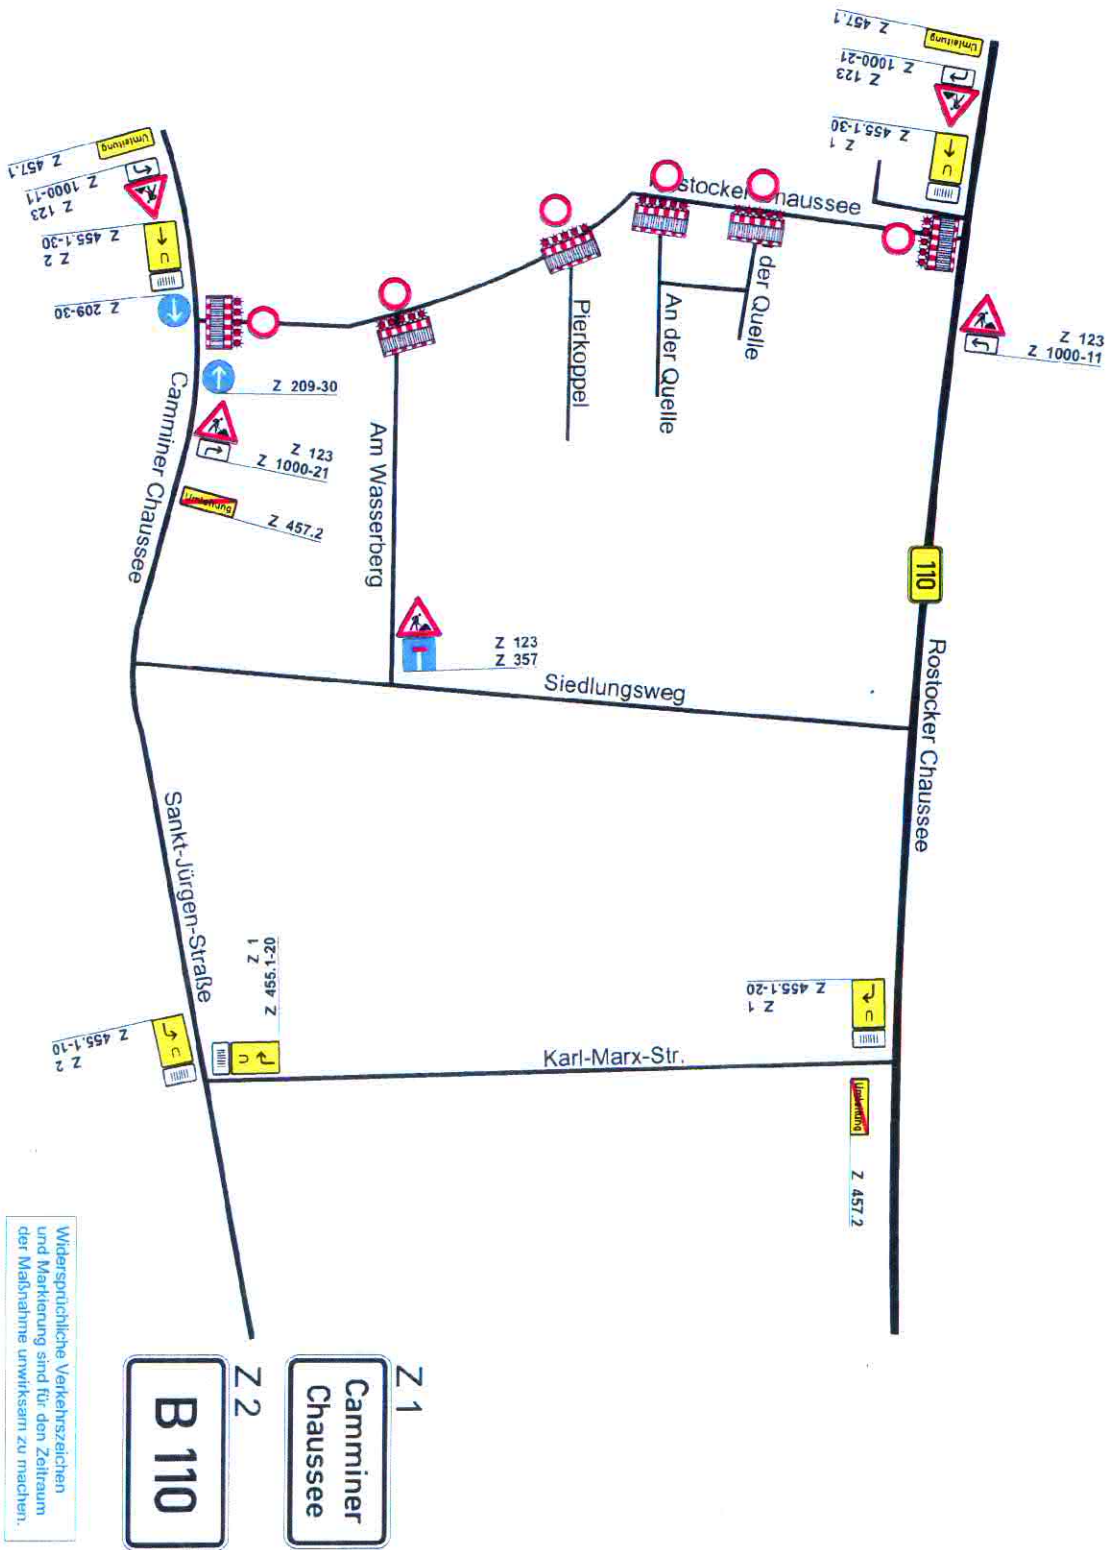 Z 457.1
Umleitung
Z 1000-21
Z 123
Z 455.1-30
Z 1
U
Umleitung
Z 457.1
Z 1000-11
Z 123
Z 455.1-30
Z 2
U
Z 209-30
Z 209-30
Z 123
Z 1000-21
Umleitung
Z 457.2
Camminer Chaussee
Am Wasserberg
Pierkoppel
An der Quelle
der Quelle
stocker
haussee
Z 123
Z 1000-11
110
Rostocker Chaussee
Z 123
Z 357
Siedlungsweg
Sankt-Jürgen-Straße
Z 455.1-20
Z 1
U
Z 455.1-10
Z 2
U
Karl-Marx-Str.
Z 455.1-20
Z 1
U
Umleitung
Z 457.2
Z 1
Camminer
Chaussee
Z 2
B 110
Widersprüchliche Verkehrszeichen
und Markierung sind für den Zeitraum
der Maßnahme unwirksam zu machen.